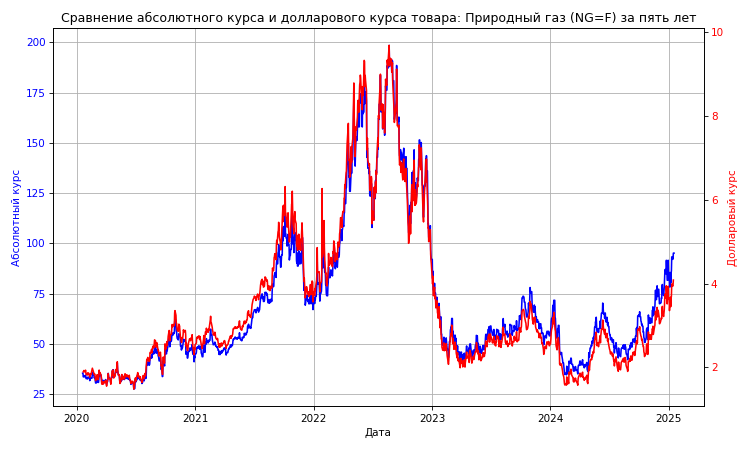 Сравнение абсолютного курса и долларового курса товара: Природный газ (NG=F) за пять лет
200
175
150
125
100
75
50
25
Абсолютный курс
10
8
6
4
2
Долларовый курс
2020 2021 2022 2023 2024 2025
Дата